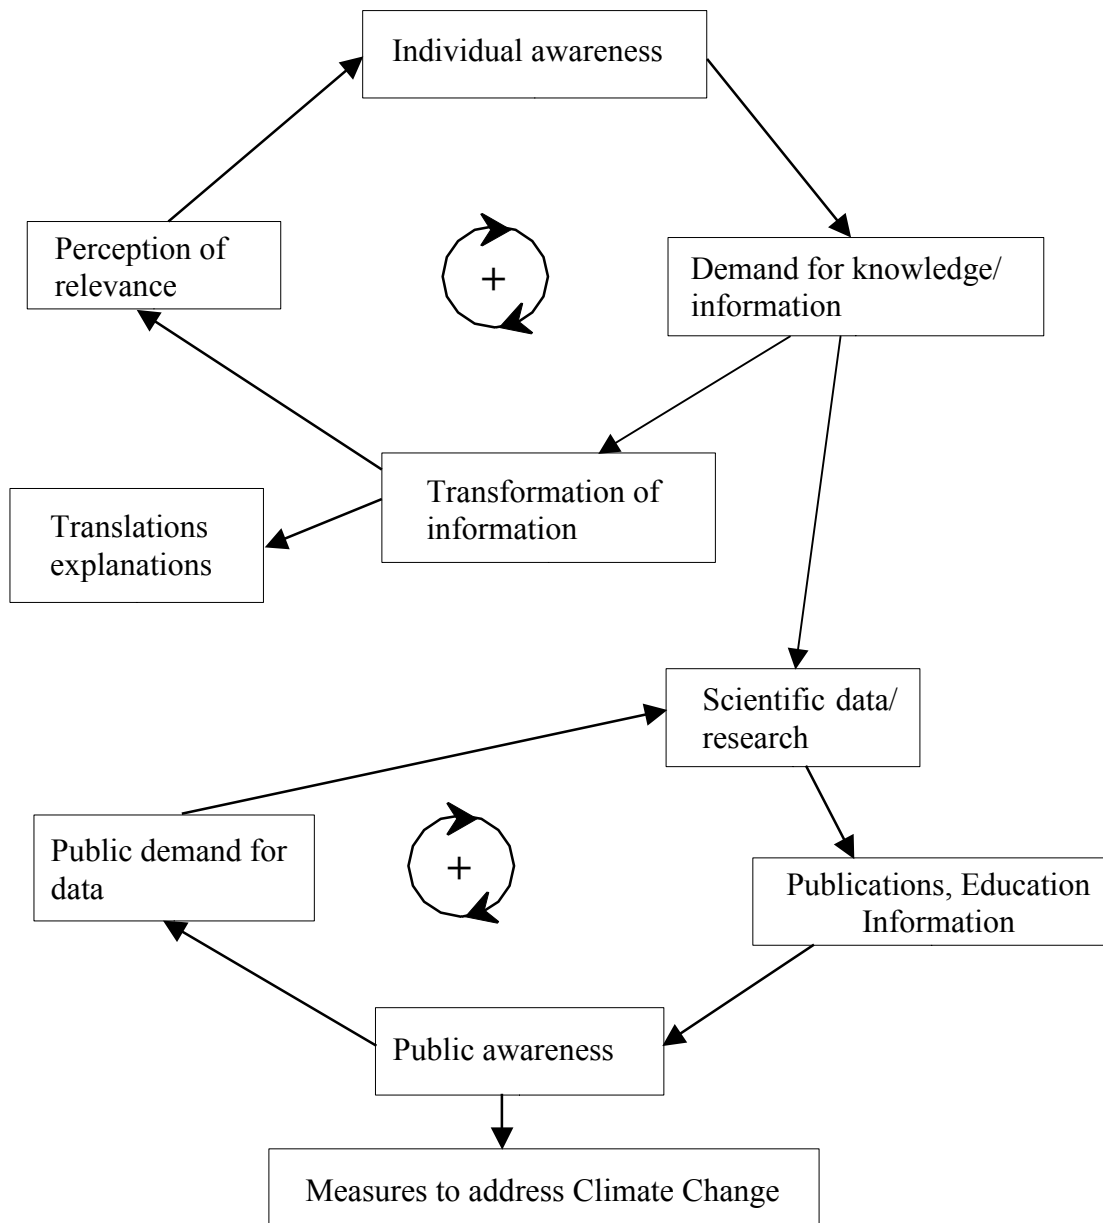 Individual awareness
Perception of
relevance
+
Demand for knowledge/
information
Transformation of
information
Translations
explanations
Scientific data/
research
Public demand for
data
+
Publications, Education
Information
Public awareness
Measures to address Climate Change